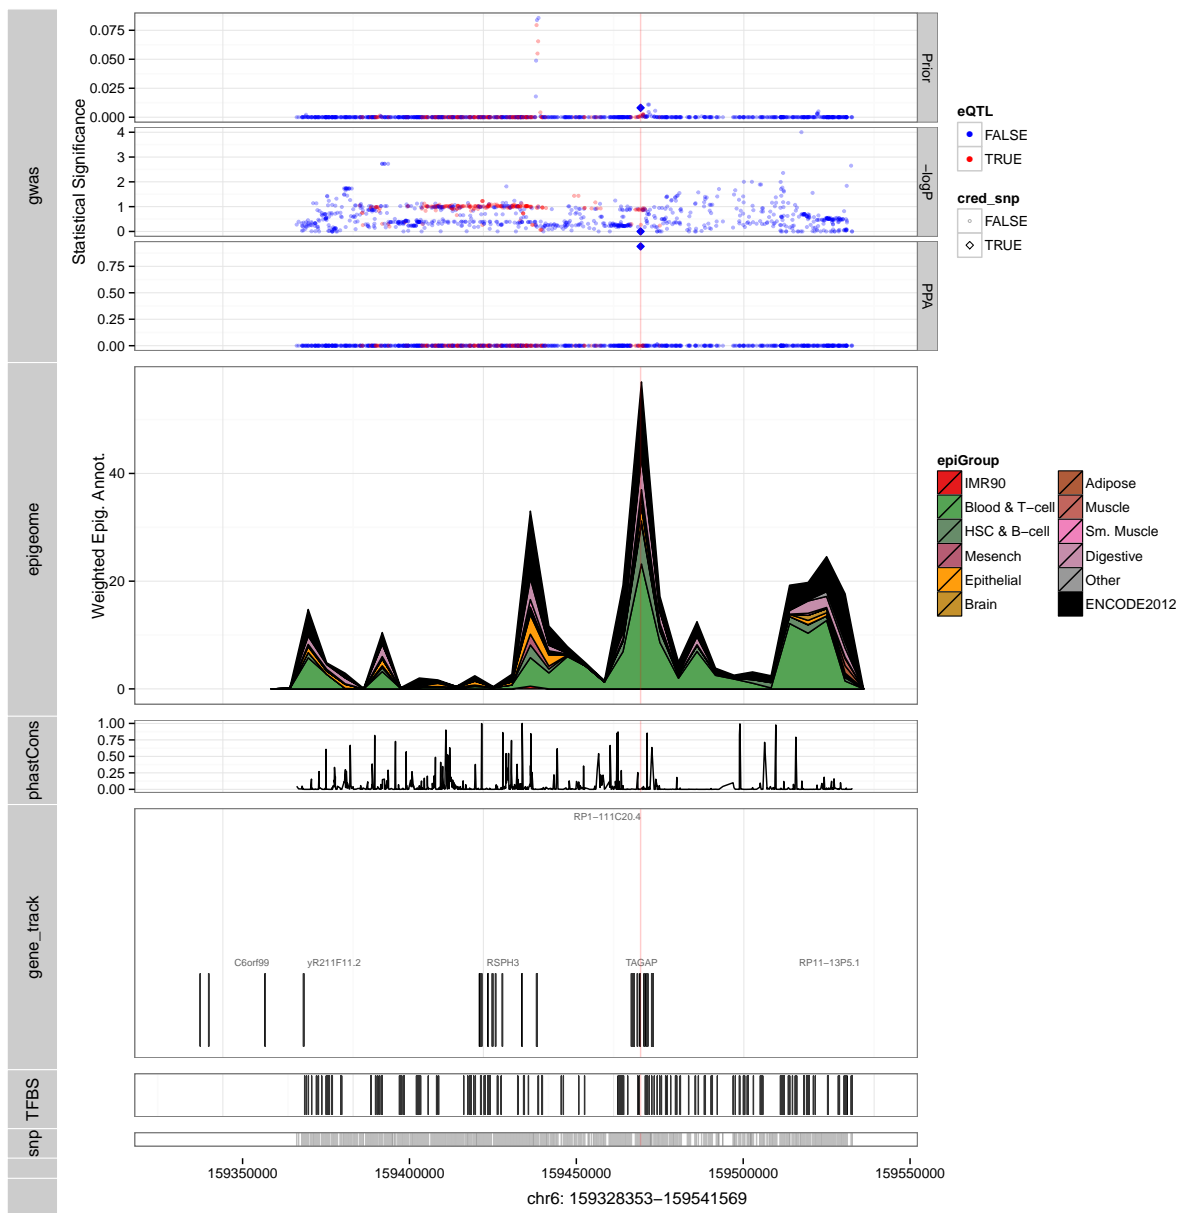 gwas
Statistical Significance
0.075
0.050
0.025
0.000
Prior
4
3
2
1
0
-logP
0.75
0.50
0.25
0.00
PPA
eQTL
FALSE
TRUE
cred_snp
FALSE
TRUE
epigeome
Weighted Epig. Annot.
40
20
0
epiGroup
IMR90
Blood & T-cell
HSC & B-cell
Mesench
Epithelial
Brain
Adipose
Muscle
Sm. Muscle
Digestive
Other
ENCODE2012
phastCons
1.00
0.75
0.50
0.25
0.00
gene_track
RP1-111C20.4
C6orf99
yR211F11.2
RSPH3
TAGAP
RP11-13P5.1
TFBS
snp
159350000
159400000
159450000
159500000
159550000
chr6: 159328353-159541569